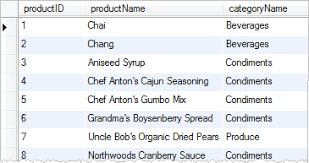 productID productName categoryName
1 Chai Beverages
2 Chang Beverages
3 Aniseed Syrup Condiments
4 Chef Anton's Cajun Seasoning Condiments
5 Chef Anton's Gumbo Mix Condiments
6 Grandma's Boysenberry Spread Condiments
7 Uncle Bob's Organic Dried Pears Produce
8 Northwoods Cranberry Sauce Condiments